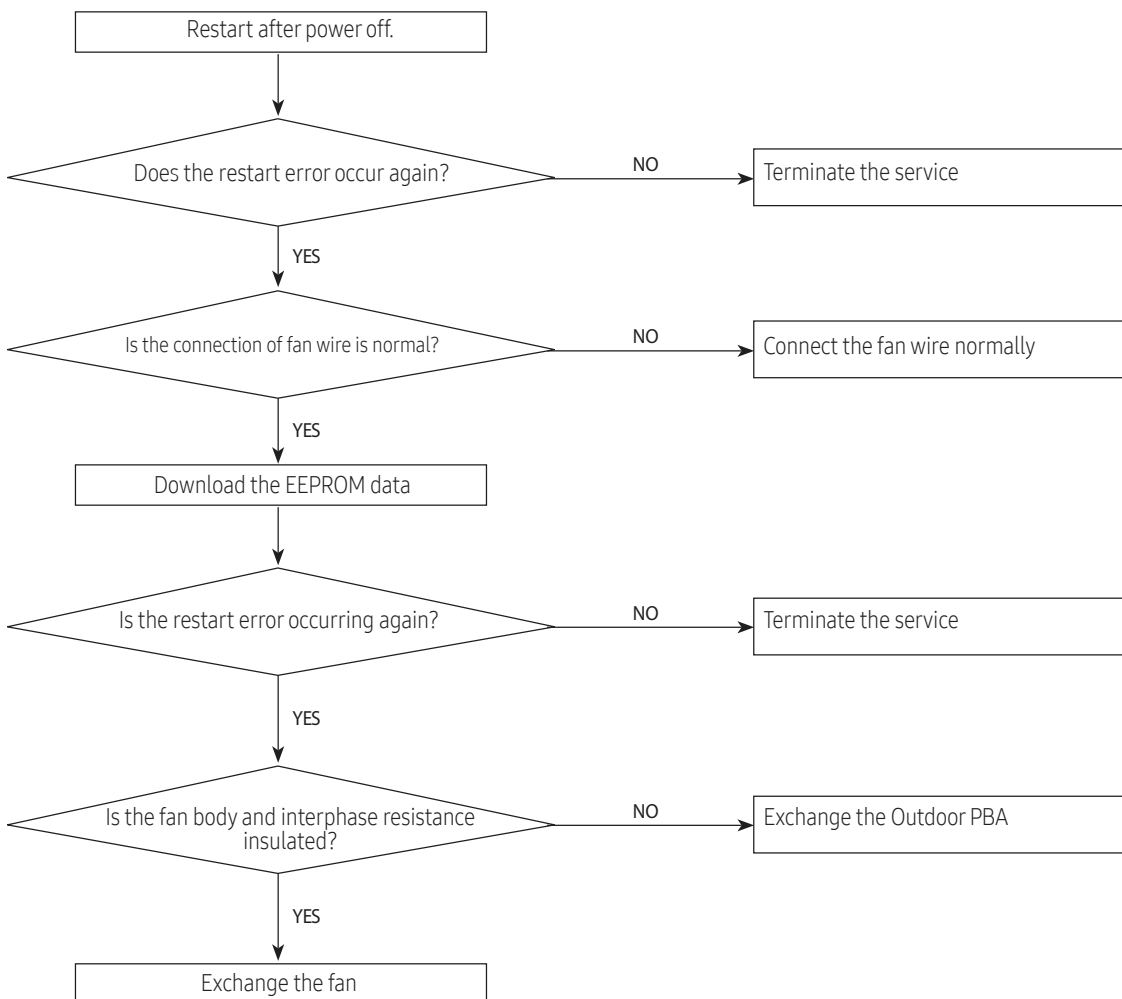 Restart after power off.
Does the restart error occur again?
NO
Terminate the service
YES
Is the connection of fan wire is normal?
NO
Connect the fan wire normally
YES
Download the EEPROM data
Is the restart error occurring again?
NO
Terminate the service
YES
Is the fan body and interphase resistance
insulated?
NO
Exchange the Outdoor PBA
YES
Exchange the fan